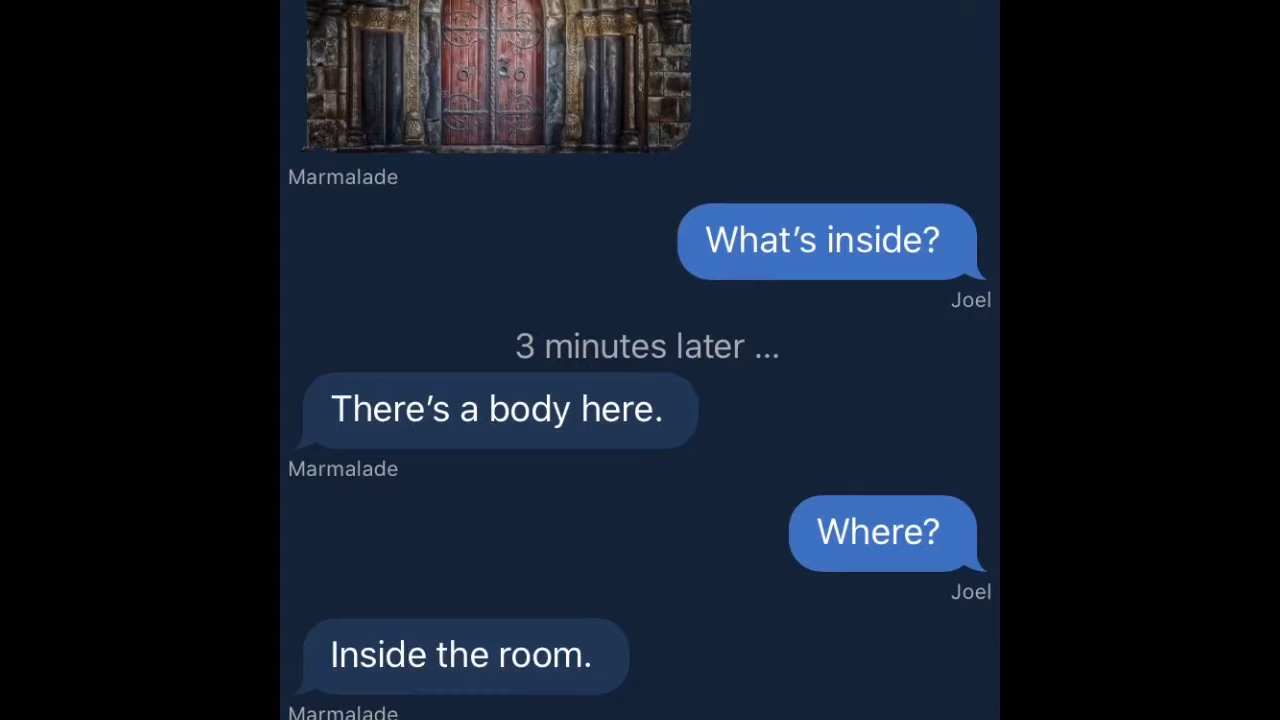 Marmalade
What’s inside?
Joel
3 minutes later ...
There’s a body here.
Marmalade
Where?
Joel
Inside the room.
Marmalade